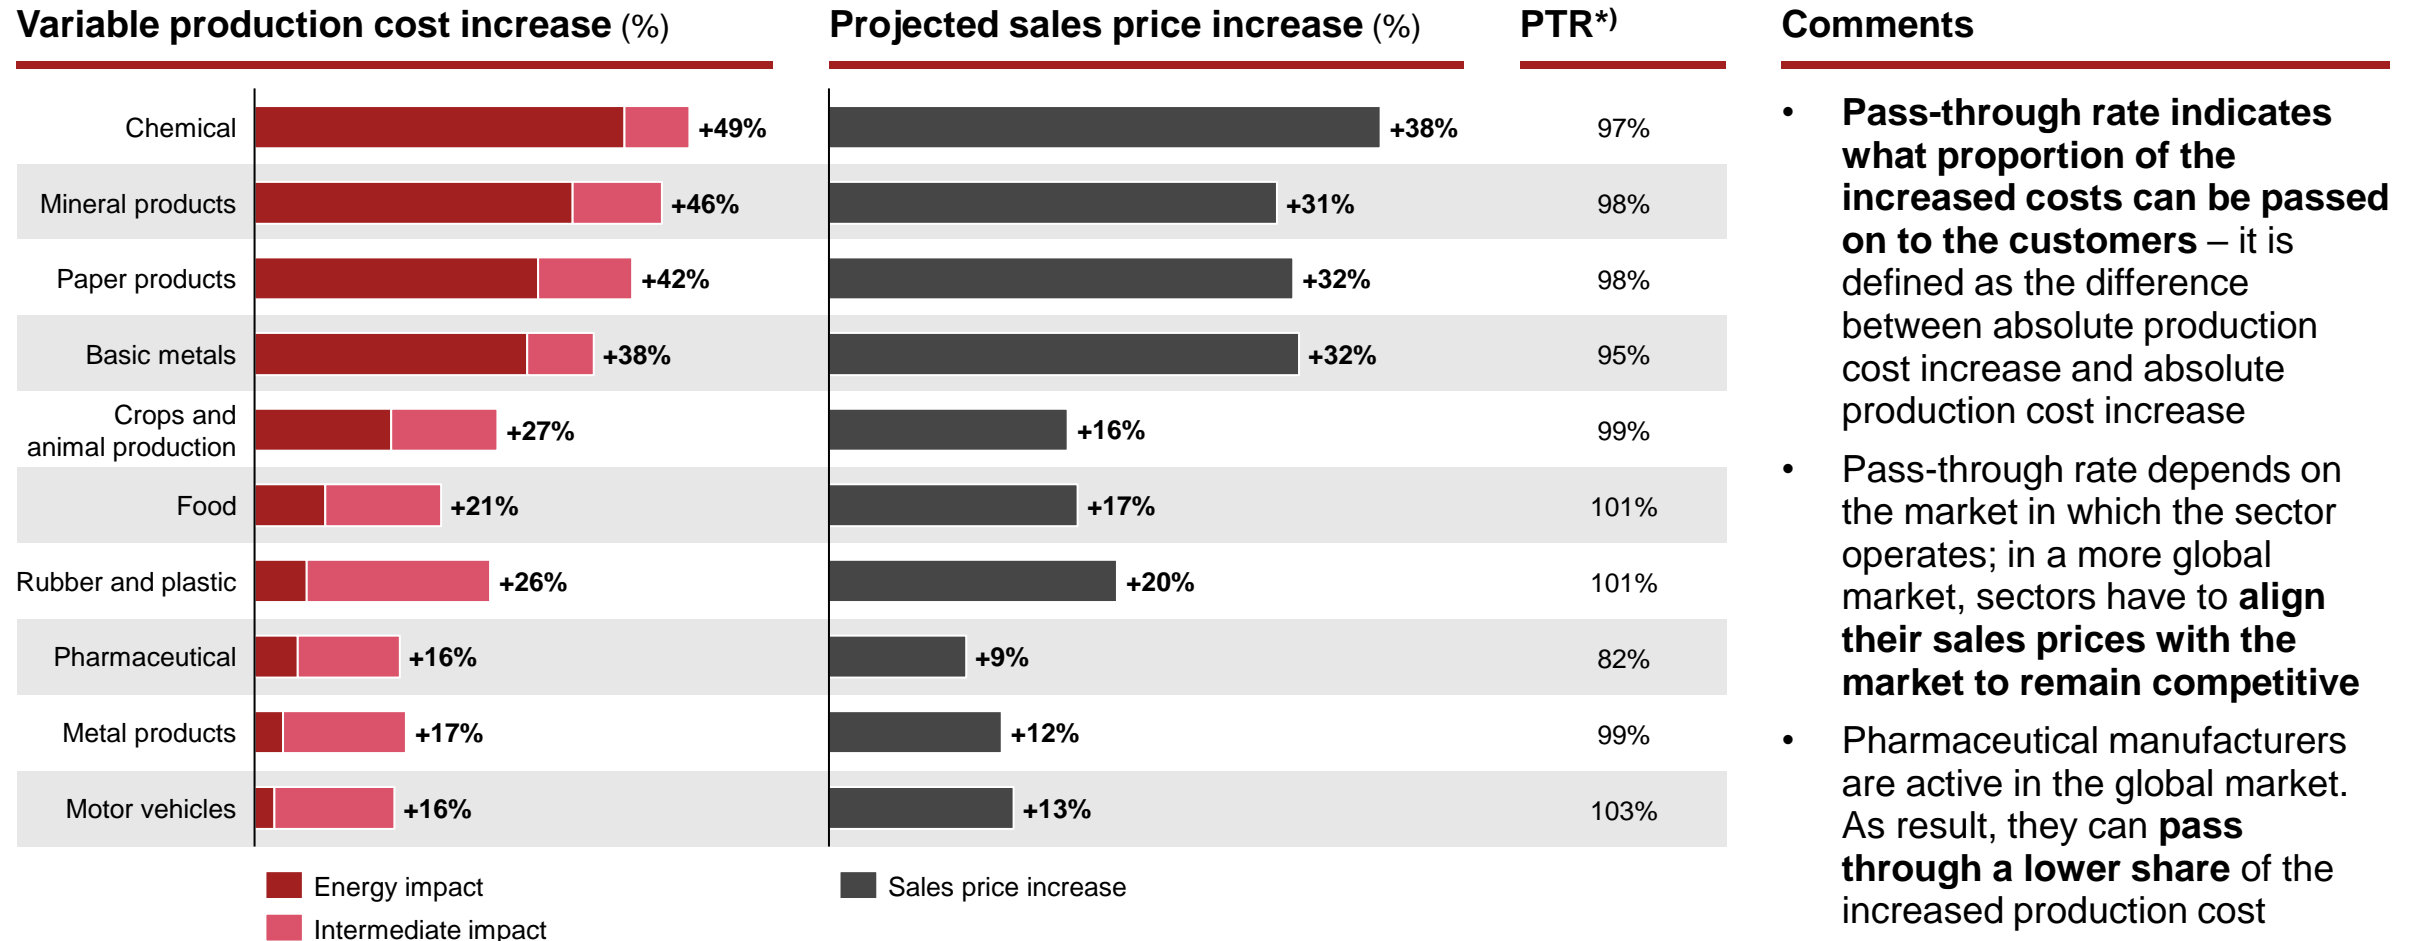 Variable production cost increase (%)
Projected sales price increase (%)
PTR*)
Comments
Chemical +49% +38% 97%
Mineral products +46% +31% 98%
Paper products +42% +32% 98%
Basic metals +38% +32% 95%
Crops and
animal production +27% +16% 99%
Food +21% +17% 101%
Rubber and plastic +26% +20% 101%
Pharmaceutical +16% +9% 82%
Metal products +17% +12% 99%
Motor vehicles +16% +13% 103%
Energy impact
Intermediate impact
Sales price increase
• Pass-through rate indicates
what proportion of the
increased costs can be passed
on to the customers – it is
defined as the difference
between absolute production
cost increase and absolute
production cost increase
• Pass-through rate depends on
the market in which the sector
operates; in a more global
market, sectors have to align
their sales prices with the
market to remain competitive
• Pharmaceutical manufacturers
are active in the global market.
As result, they can pass
through a lower share of the
increased production cost